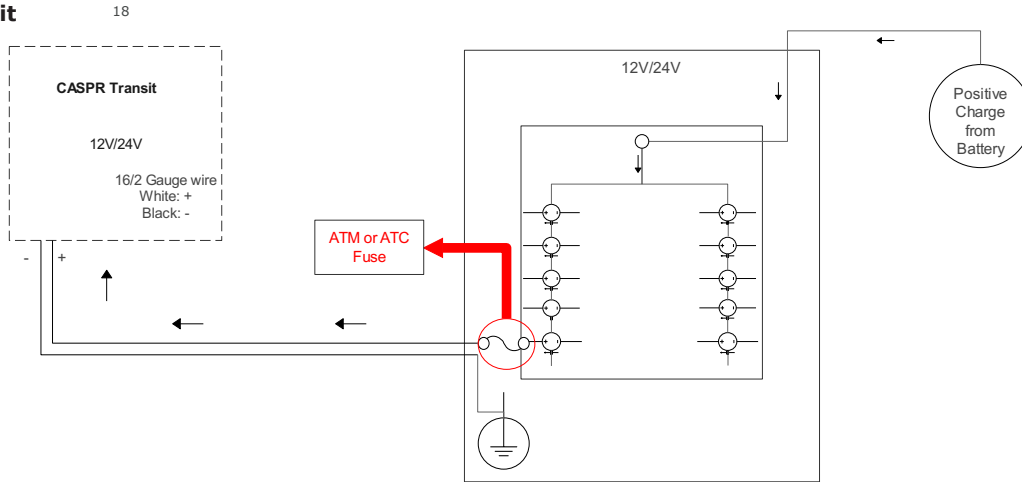 it
18
CASPR Transit
12V/24V
16/2 Gauge wire
White: +
Black: -
- +
ATM or ATC
Fuse
12V/24V
Positive
Charge
from
Battery